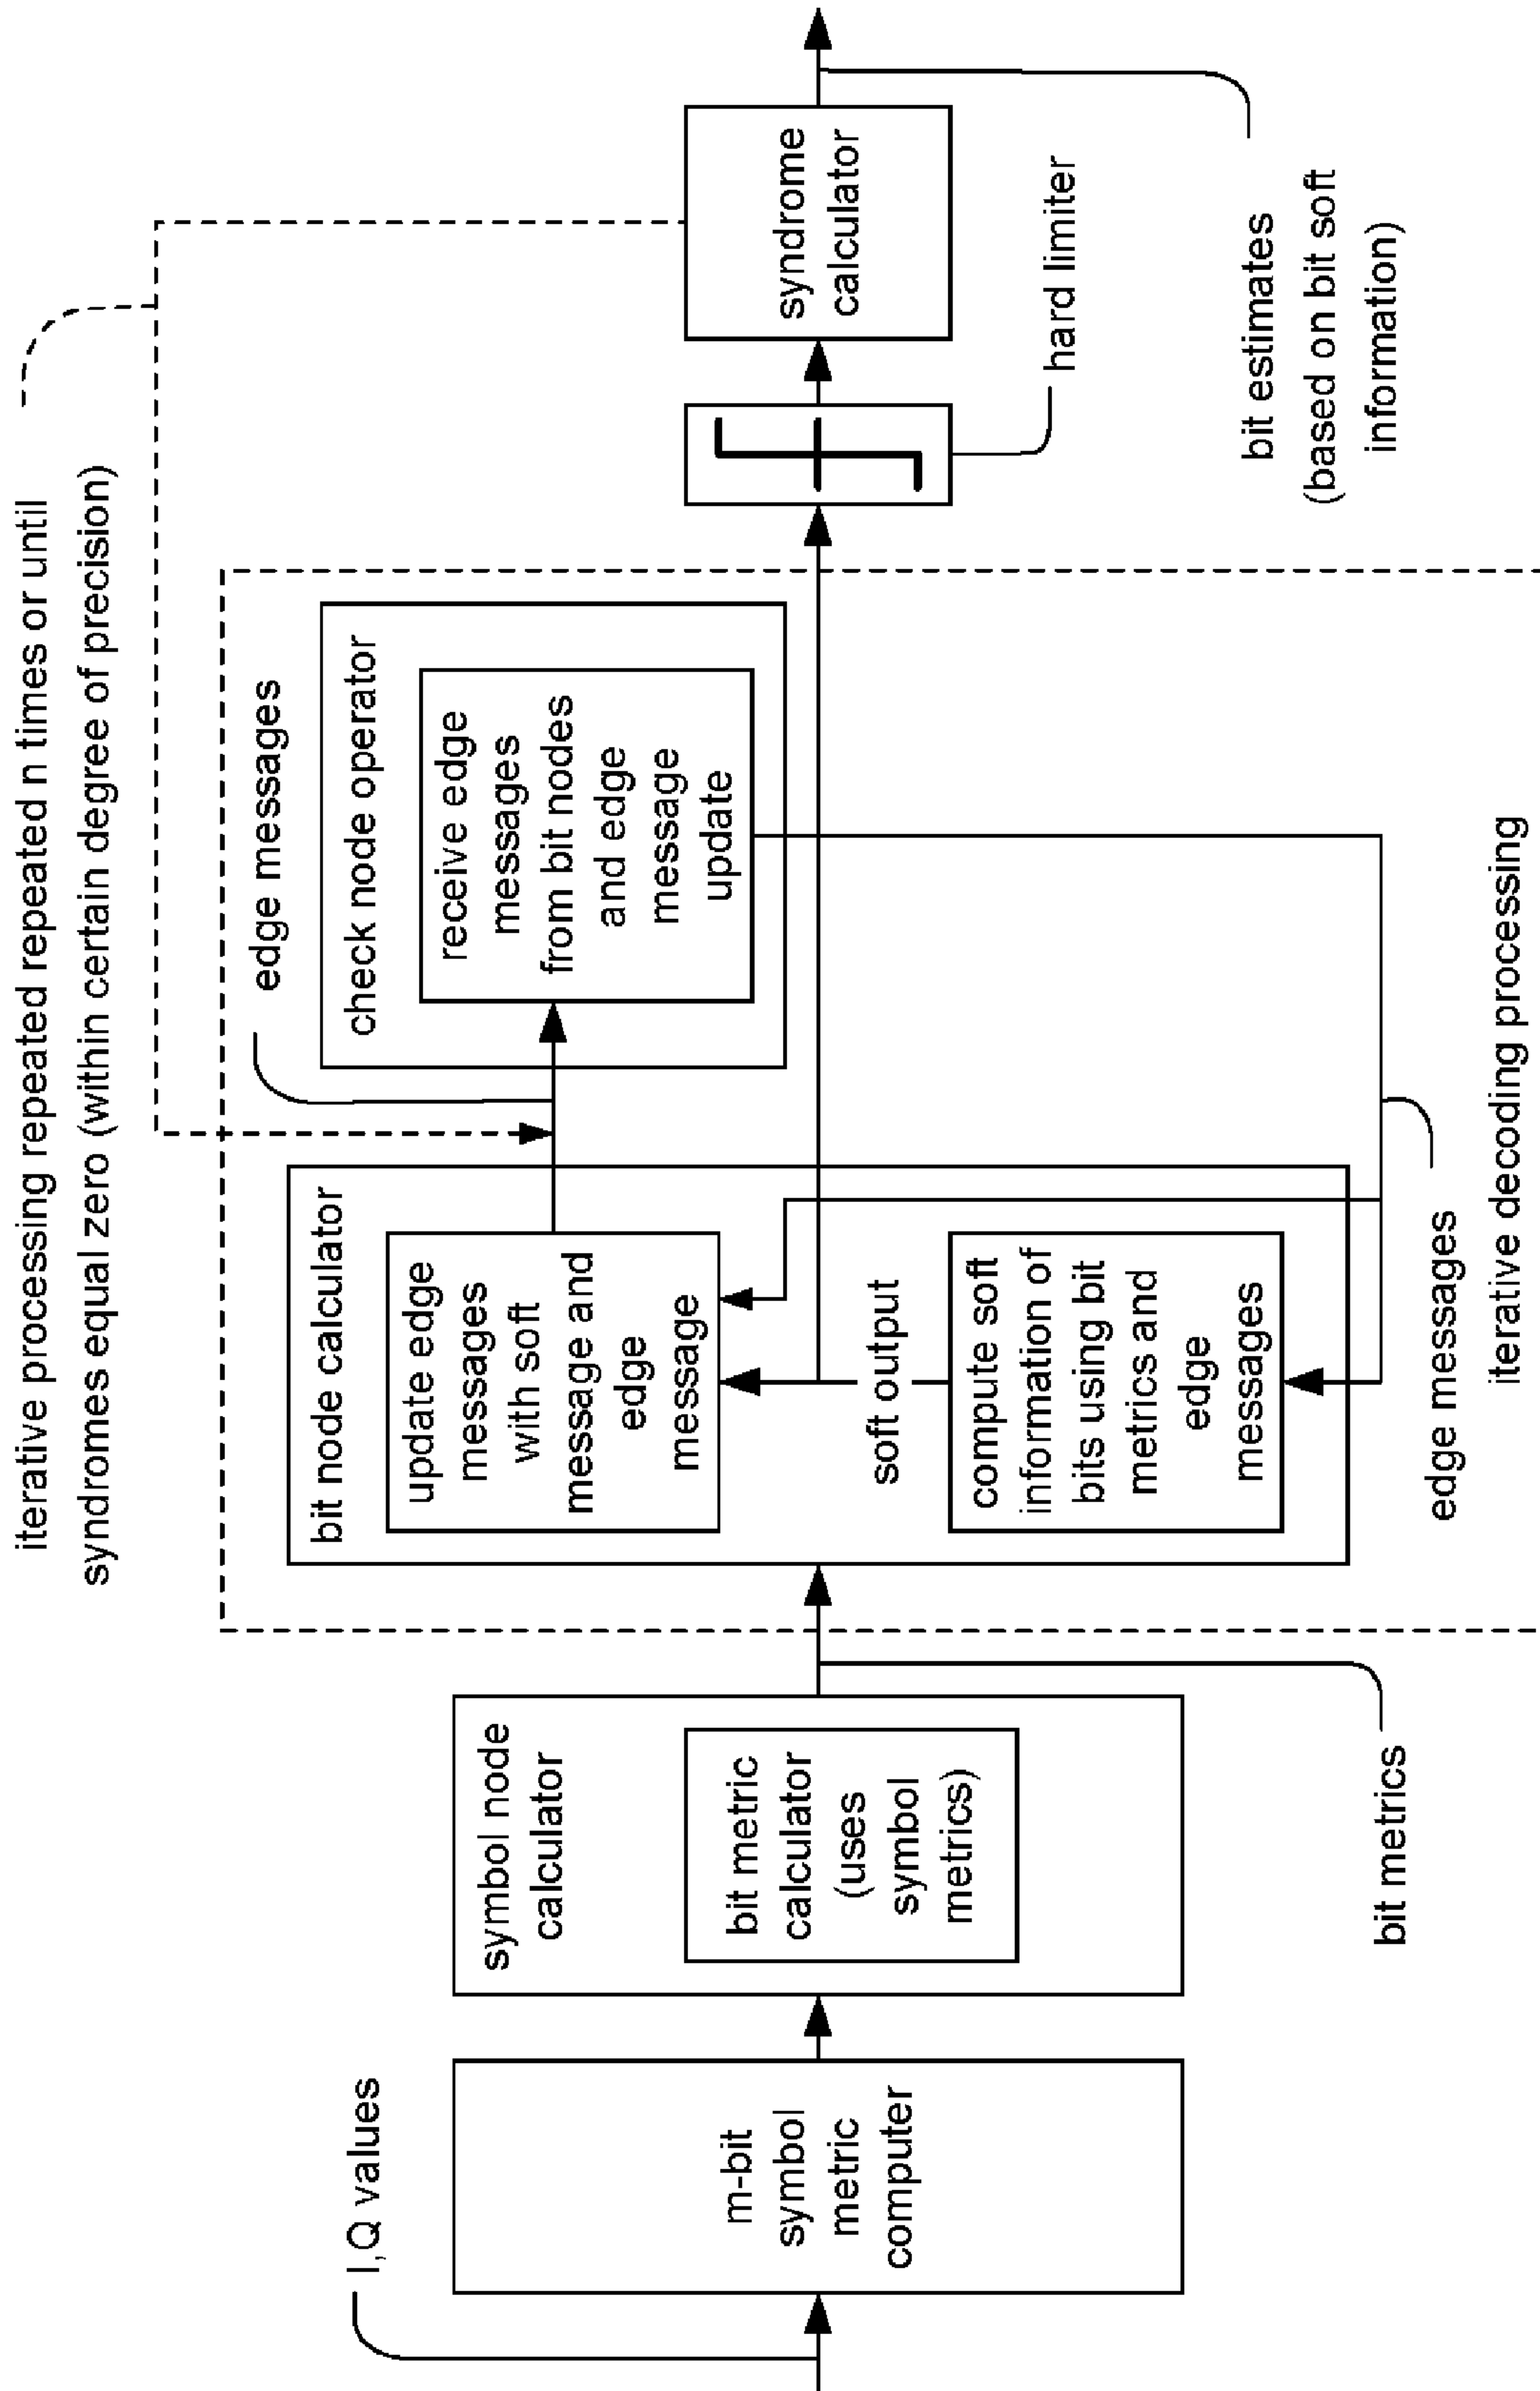 iterative processing repeated repeated n times or until
syndromes equal zero (within certain degree of precision)
I,Q values
m-bit
symbol
metric
computer
symbol node
calculator
bit metric
calculator
(uses
symbol
metrics)
bit metrics
bit node calculator
update edge
messages
with soft
message and
edge
message
soft output
compute soft
information of
bits using bit
metrics and
edge
messages
edge messages
check node operator
receive edge
messages
from bit nodes
and edge
message
update
edge messages
iterative decoding processing
hard limiter
syndrome
calculator
bit estimates
(based on bit soft
information)